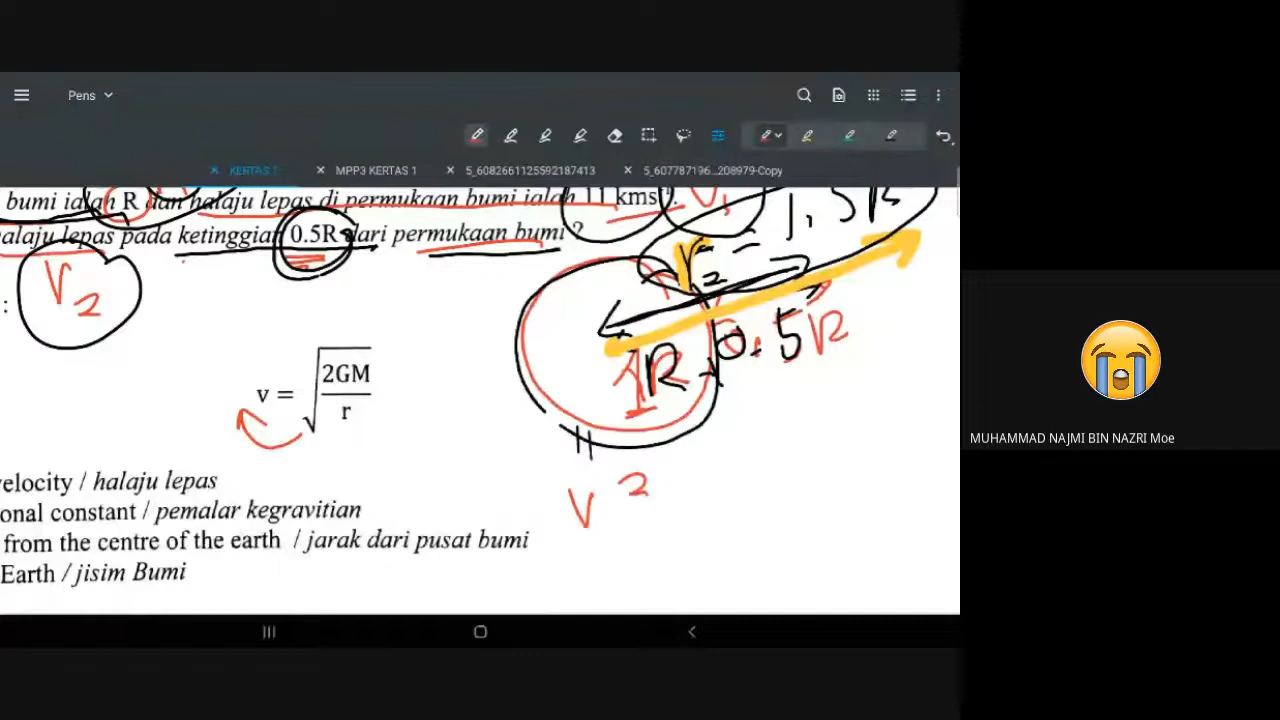 Pens
KERTAS 1
MPP3 KERTAS 1
5_6082661125592187413
5_607787196...208979-Copy
bumi ialah R dan halaju lepas di permukaan bumi ialah 11 kms
V₁
halaju lepas pada ketinggian 0.5R dari permukaan bumi ?
r₂ = 1.5R
V₂
:
1R
0.5R
v = √(2GM/r)
V²
velocity / halaju lepas
onal constant / pemalar kegravitian
from the centre of the earth / jarak dari pusat bumi
Earth / jisim Bumi
MUHAMMAD NAJMI BIN NAZRI Moe